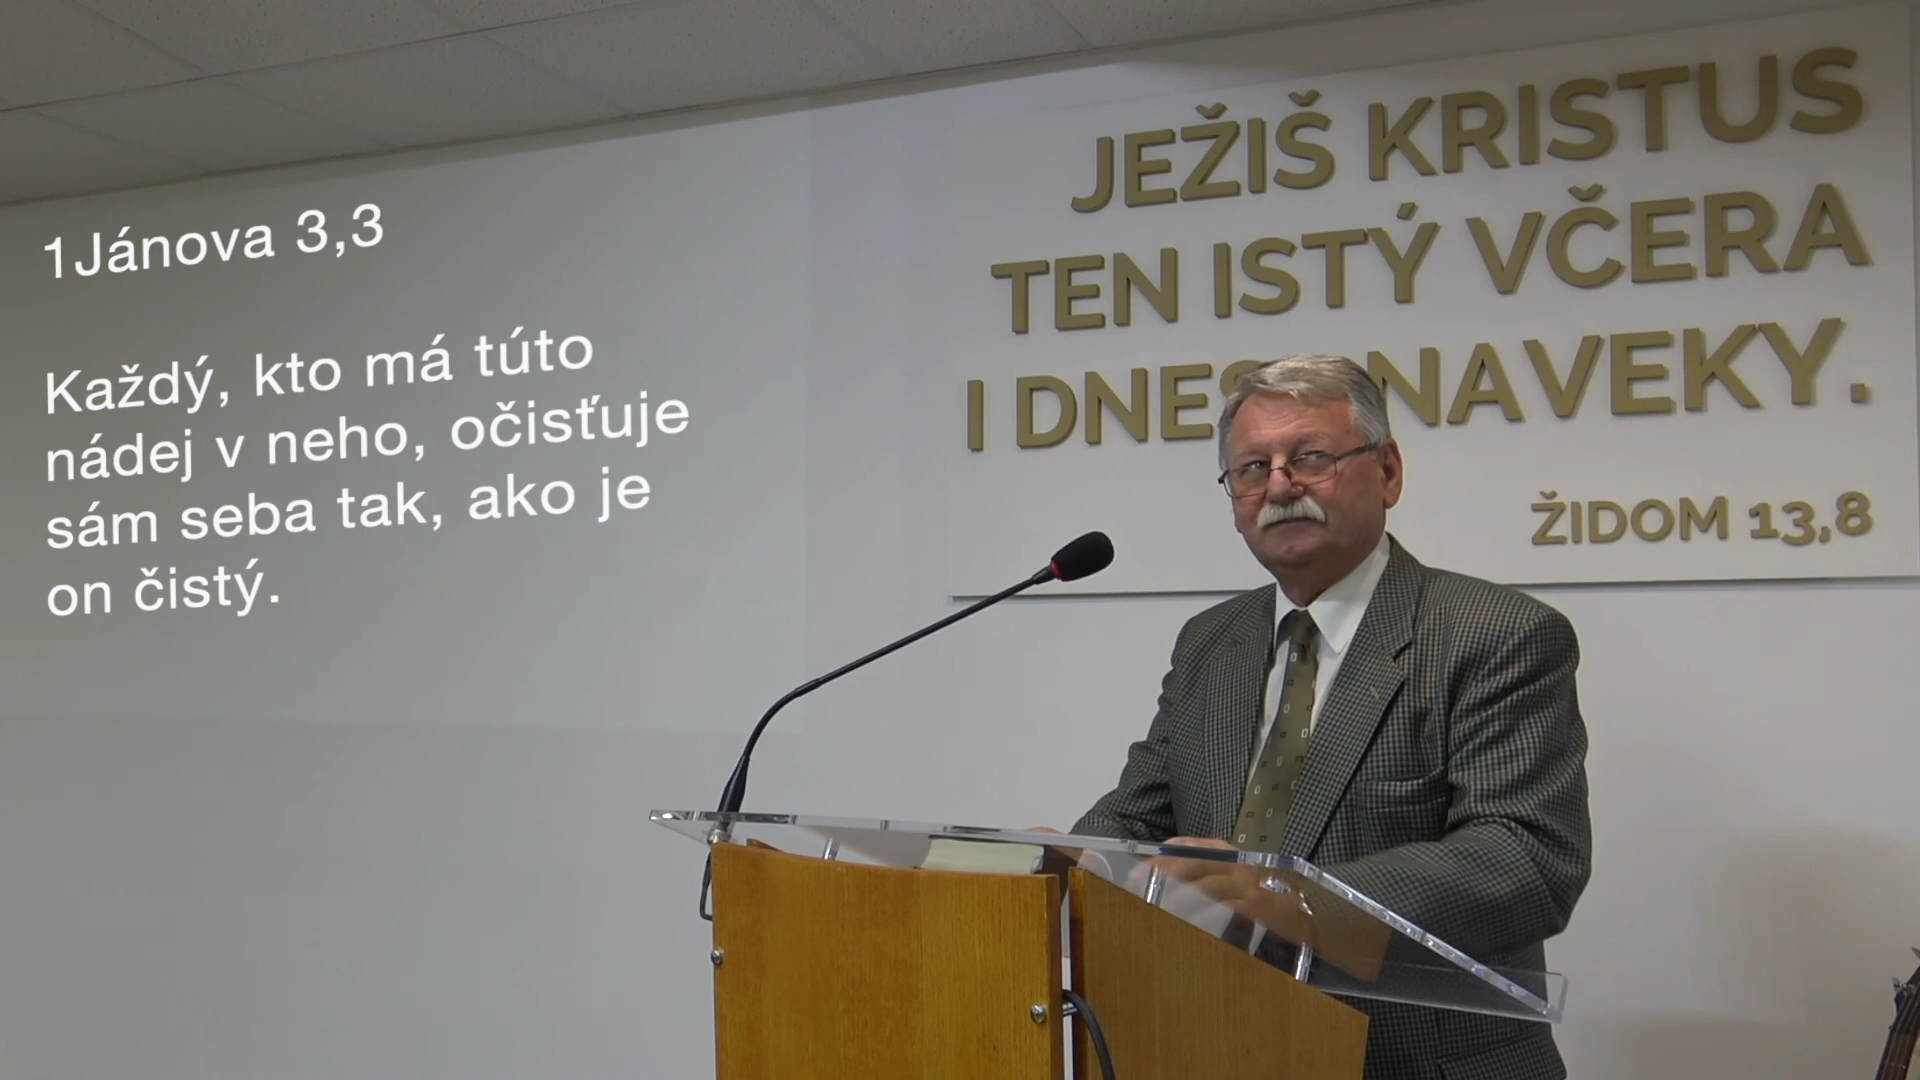 1Jánova 3,3
Každý, kto má túto
nádej v neho, očisťuje
sám seba tak, ako je
on čistý.
JEŽIŠ KRISTUS
TEN ISTÝ VČERA
I DNES NAVEKY.
ŽIDOM 13,8